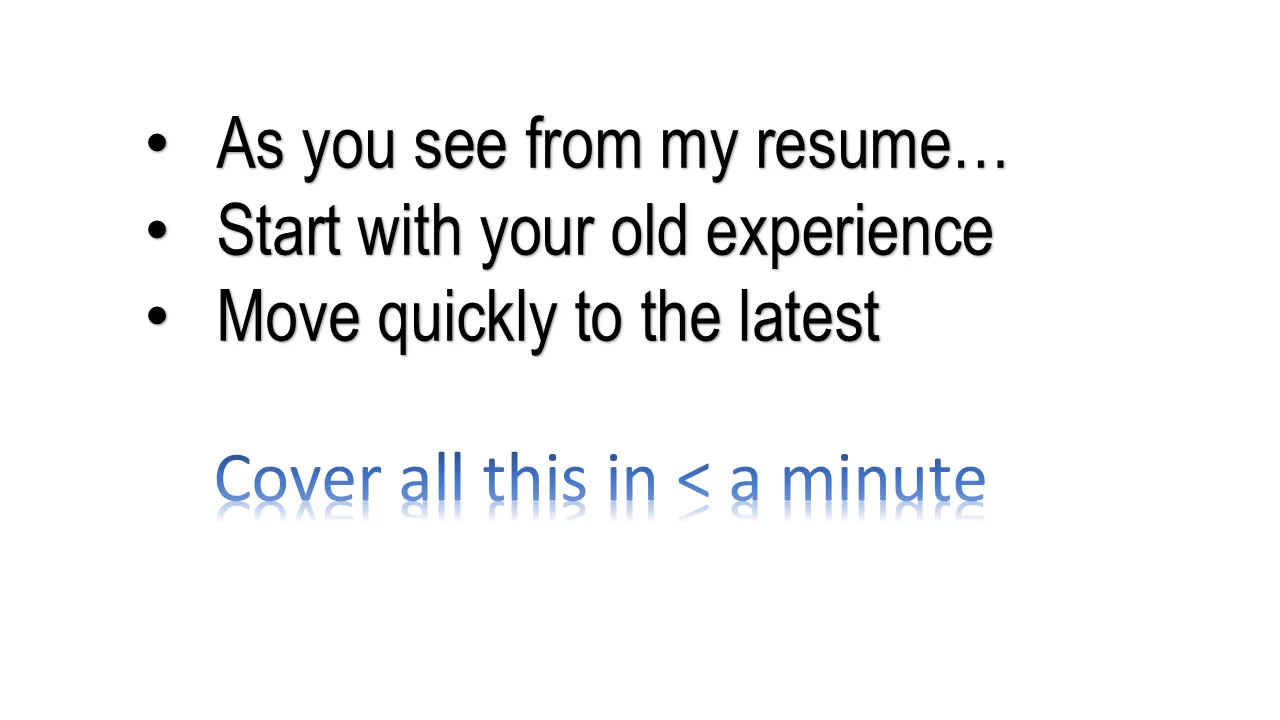 • As you see from my resume…
• Start with your old experience
• Move quickly to the latest
Cover all this in < a minute